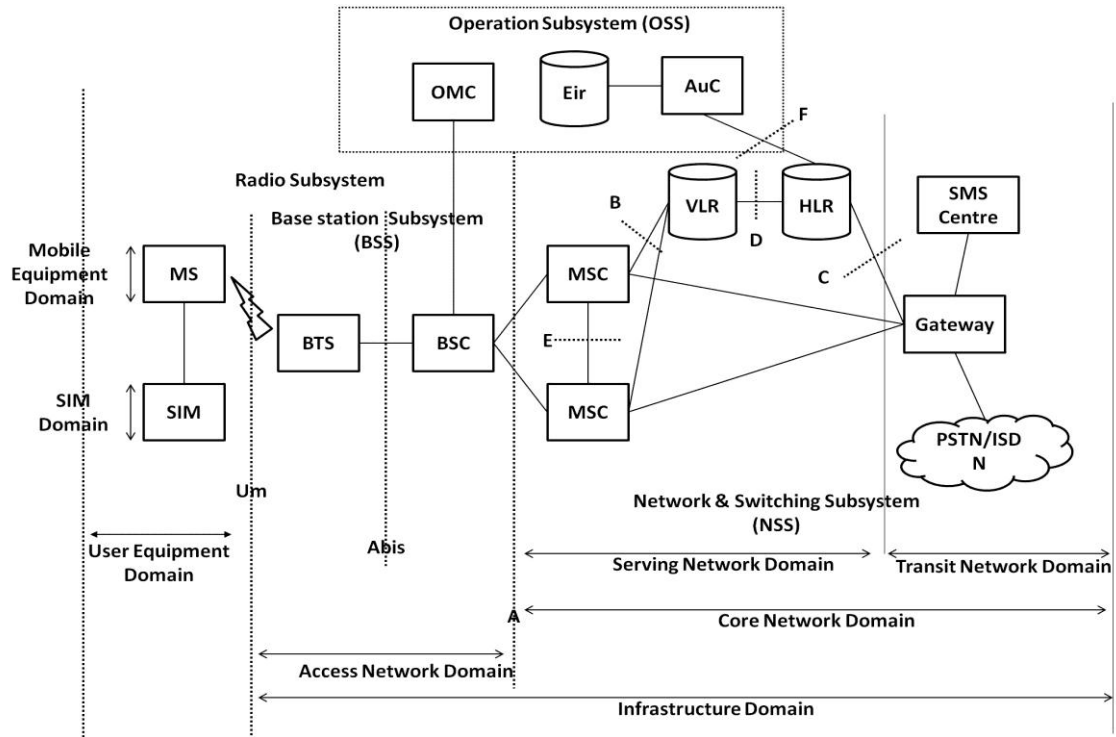 Operation Subsystem (OSS)
OMC
Eir
AuC
F
Radio Subsystem
Base station Subsystem
(BSS)
B
VLR
D
HLR
C
SMS
Centre
Mobile
Equipment
Domain
MS
MSC
BTS
BSC
E
Gateway
SIM
Domain
SIM
MSC
PSTN/ISD
N
Um
Network & Switching Subsystem
(NSS)
Abis
User Equipment
Domain
Serving Network Domain
Transit Network Domain
A
Core Network Domain
Access Network Domain
Infrastructure Domain